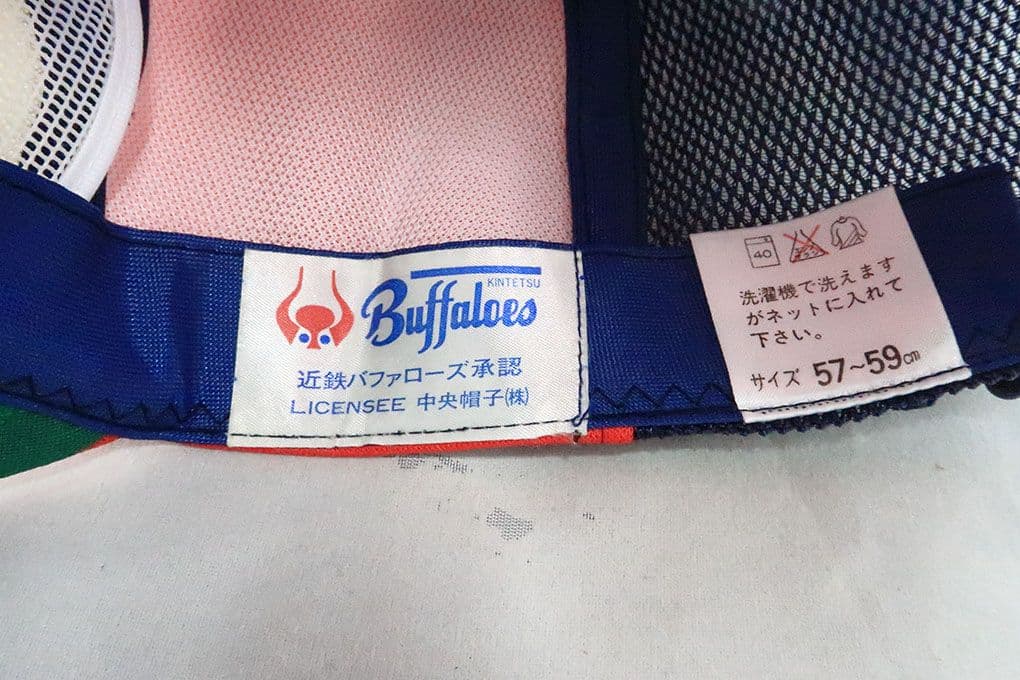 KINTETSU
Buffaloes
近鉄バファローズ承認
LICENSEE 中央帽子(株)
40
洗濯機で洗えます
がネットに入れて
下さい。
サイズ 57~59cm